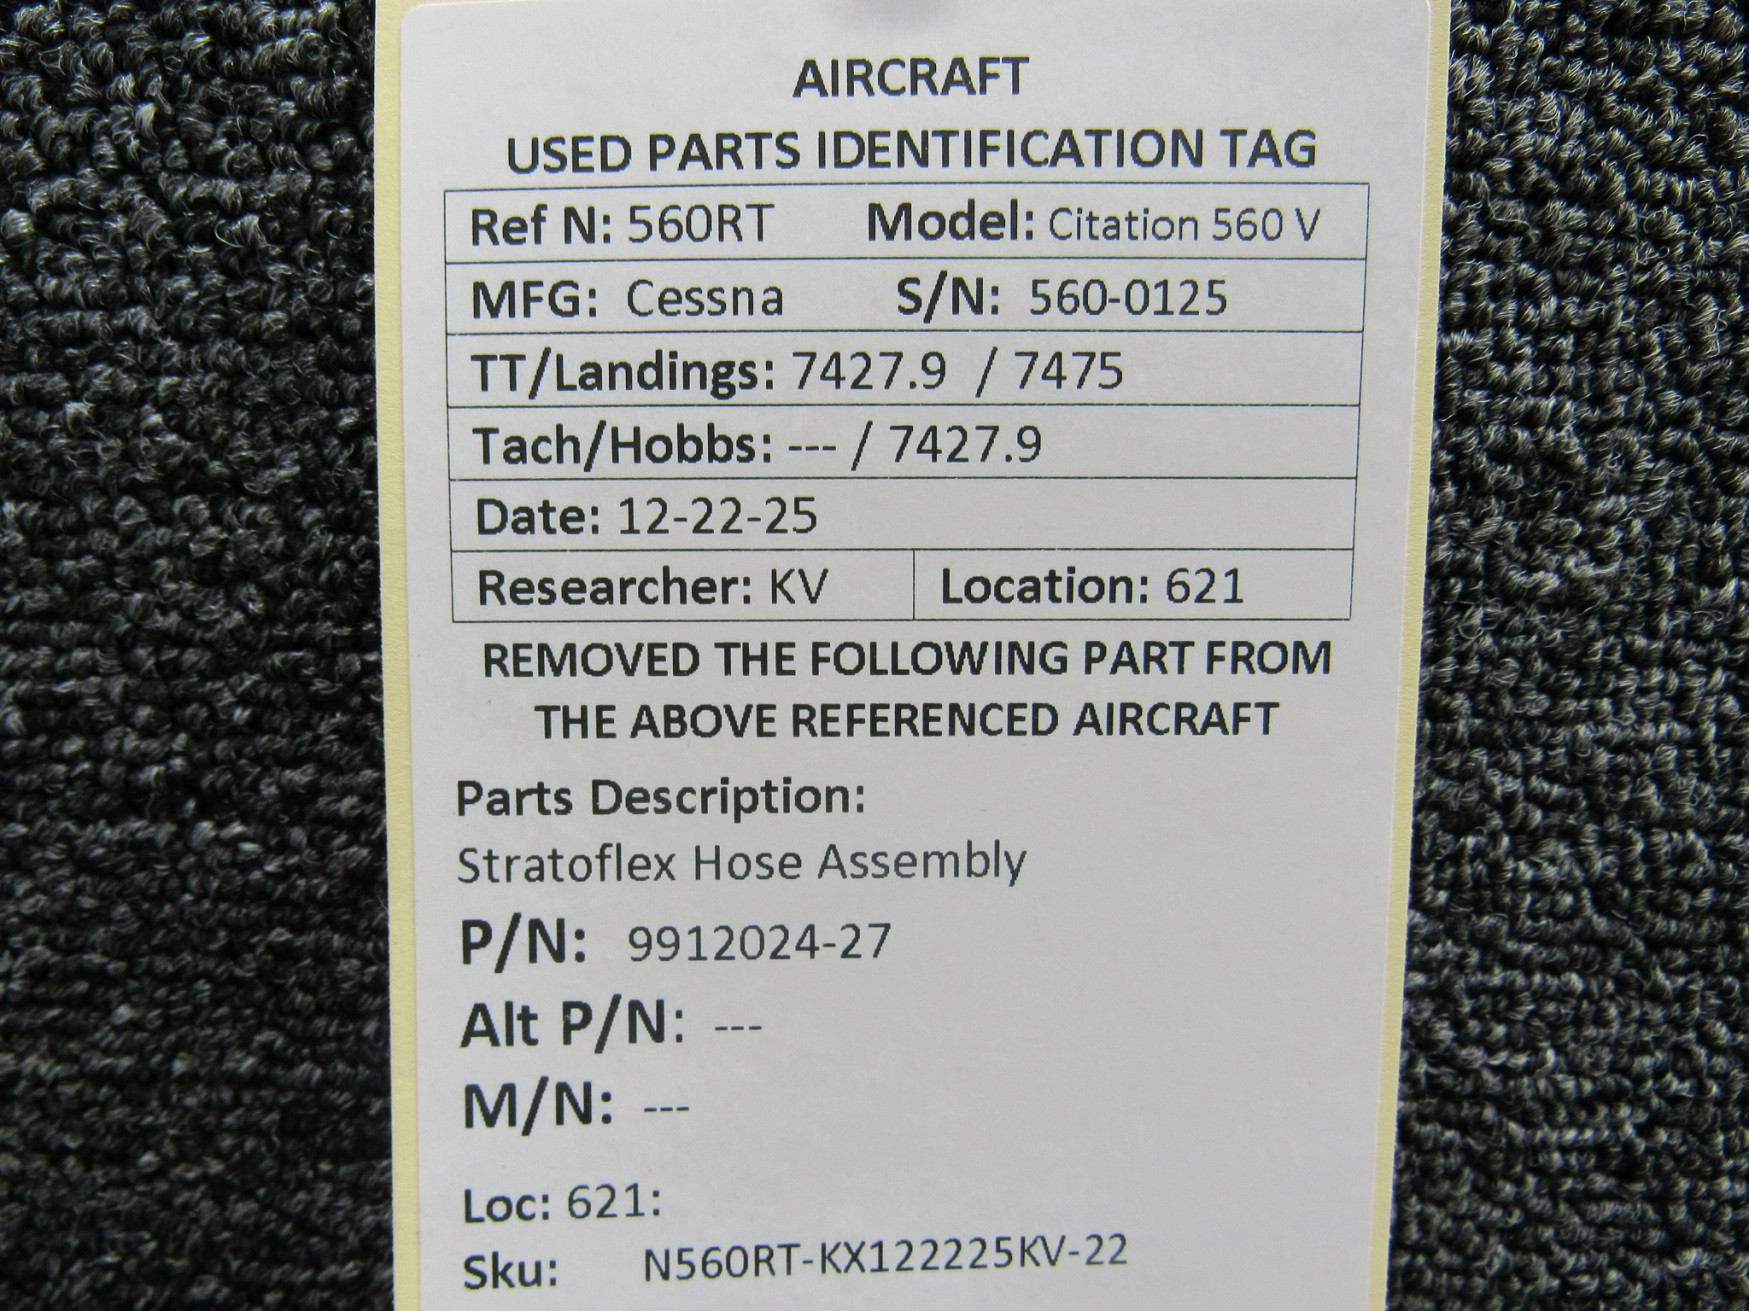 AIRCRAFT
USED PARTS IDENTIFICATION TAG
Ref N: 560RT Model: Citation 560 V
MFG: Cessna S/N: 560-0125
TT/Landings: 7427.9 / 7475
Tach/Hobbs: --- / 7427.9
Date: 12-22-25
Researcher: KV Location: 621
REMOVED THE FOLLOWING PART FROM
THE ABOVE REFERENCED AIRCRAFT
Parts Description:
Stratoflex Hose Assembly
P/N: 9912024-27
Alt P/N: ---
M/N: ---
Loc: 621:
Sku: N560RT-KX122225KV-22